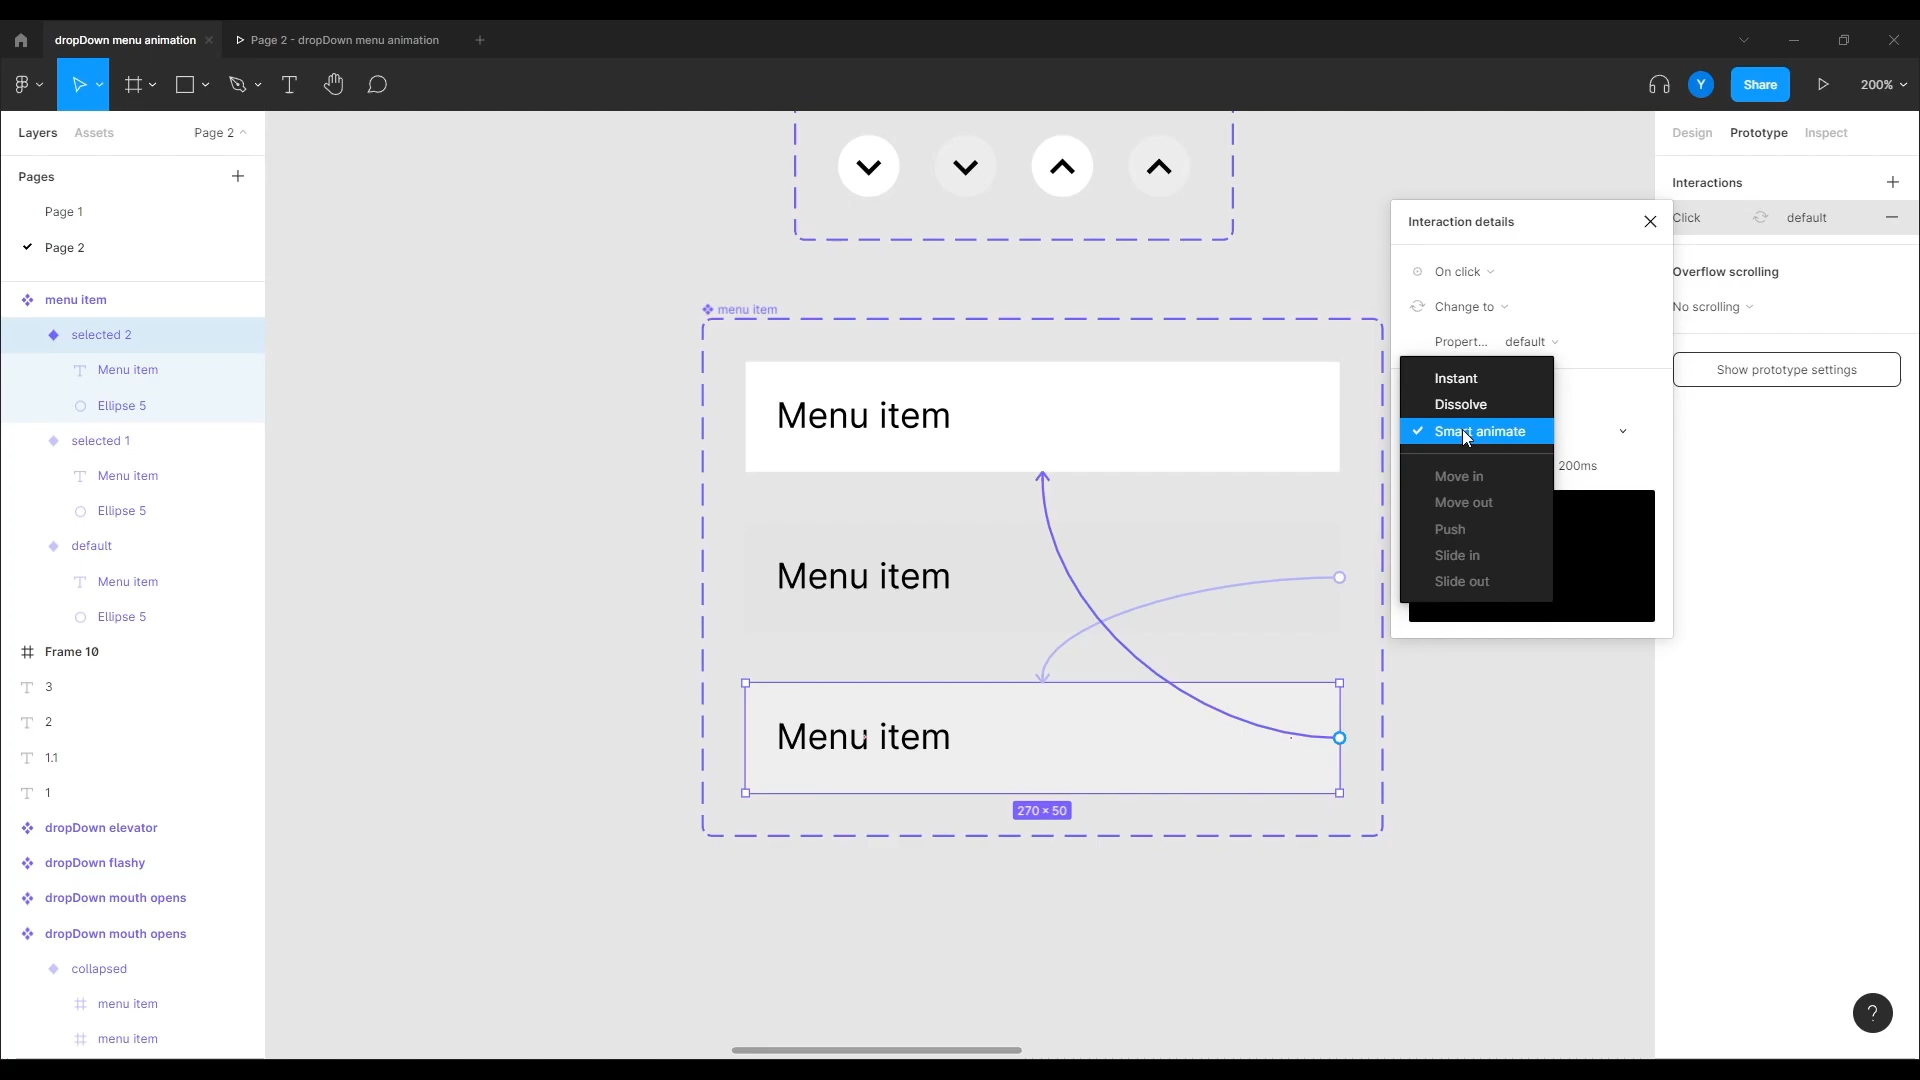 dropDown menu animation
Page 2 - dropDown menu animation
Y
Share
200%
Layers
Assets
Page 2
Pages
Page 1
Page 2
menu item
selected 2
Menu item
Ellipse 5
selected 1
Menu item
Ellipse 5
default
Menu item
Ellipse 5
Frame 10
3
2
1.1
1
dropDown elevator
dropDown flashy
dropDown mouth opens
dropDown mouth opens
collapsed
menu item
menu item
menu item
Menu item
Menu item
Menu item
270 × 50
Interaction details
On click
Change to
Propert...
default
Instant
Dissolve
Smart animate
Move in
Move out
Push
Slide in
Slide out
200ms
Design
Prototype
Inspect
Interactions
Click
default
Overflow scrolling
No scrolling
Show prototype settings
?